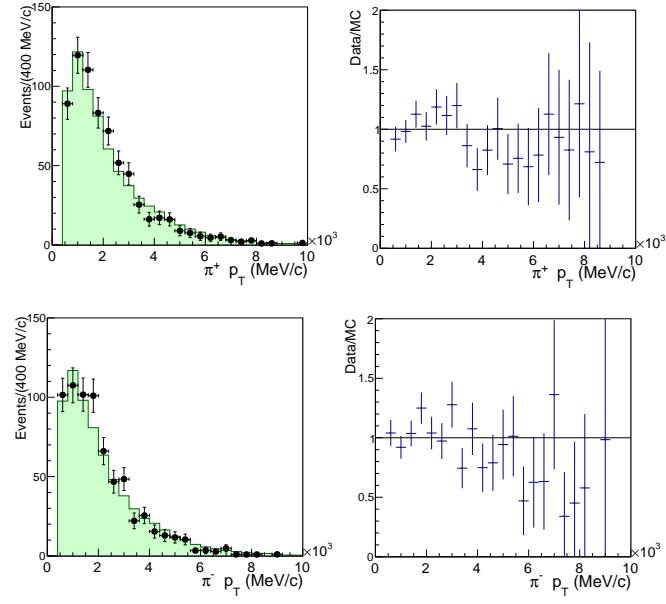 Events/(400 MeV/c)
150
100
50
0
0 2 4 6 8 10
×10³
π⁺ p_T (MeV/c)
Data/MC
2
1.5
1
0.5
0
0 2 4 6 8 10
×10³
π⁺ p_T (MeV/c)
Events/(400 MeV/c)
150
100
50
0
0 2 4 6 8 10
×10³
π⁻ p_T (MeV/c)
Data/MC
2
1.5
1
0.5
0
0 2 4 6 8 10
×10³
π⁻ p_T (MeV/c)